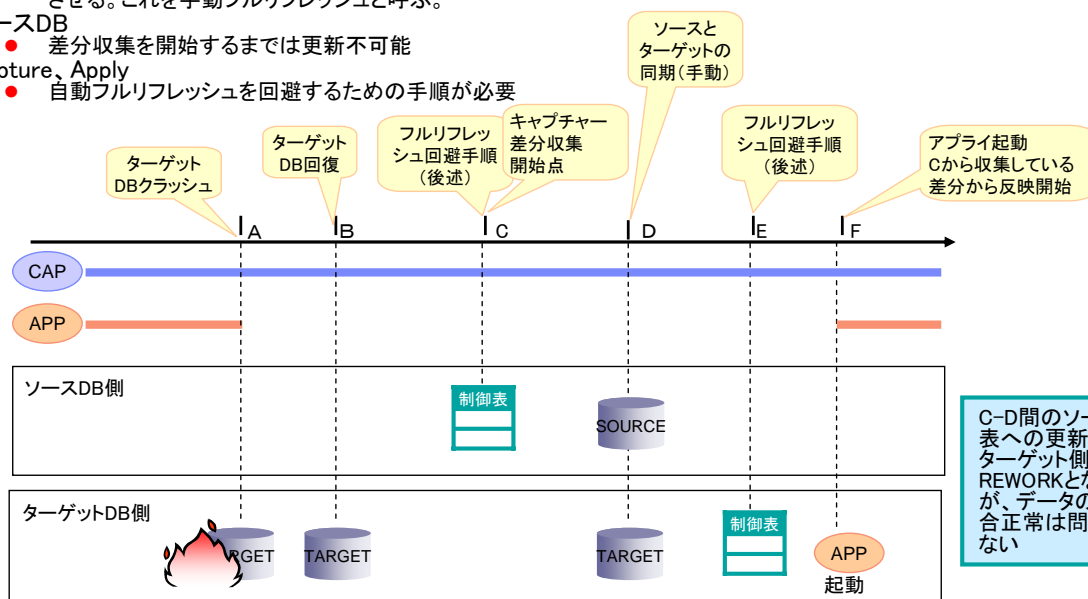 させる。これを手動フルリフレッシュと呼ぶ。
ースDB
● 差分収集を開始するまでは更新不可能
pture、Apply
● 自動フルリフレッシュを回避するための手順が必要
ターゲット
DBクラッシュ
ターゲット
DB回復
フルリフレッ
シュ回避手順
(後述)
キャプチャー
差分収集
開始点
ソースと
ターゲットの
同期(手動)
フルリフレッ
シュ回避手順
(後述)
アプライ起動
Cから収集している
差分から反映開始
A
B
C
D
E
F
CAP
APP
ソースDB側
制御表
SOURCE
C-D間のソー
表への更新
ターゲット側
REWORKとな
が、データの
合正常は問
ない
ターゲットDB側
RGET
TARGET
TARGET
制御表
APP
起動